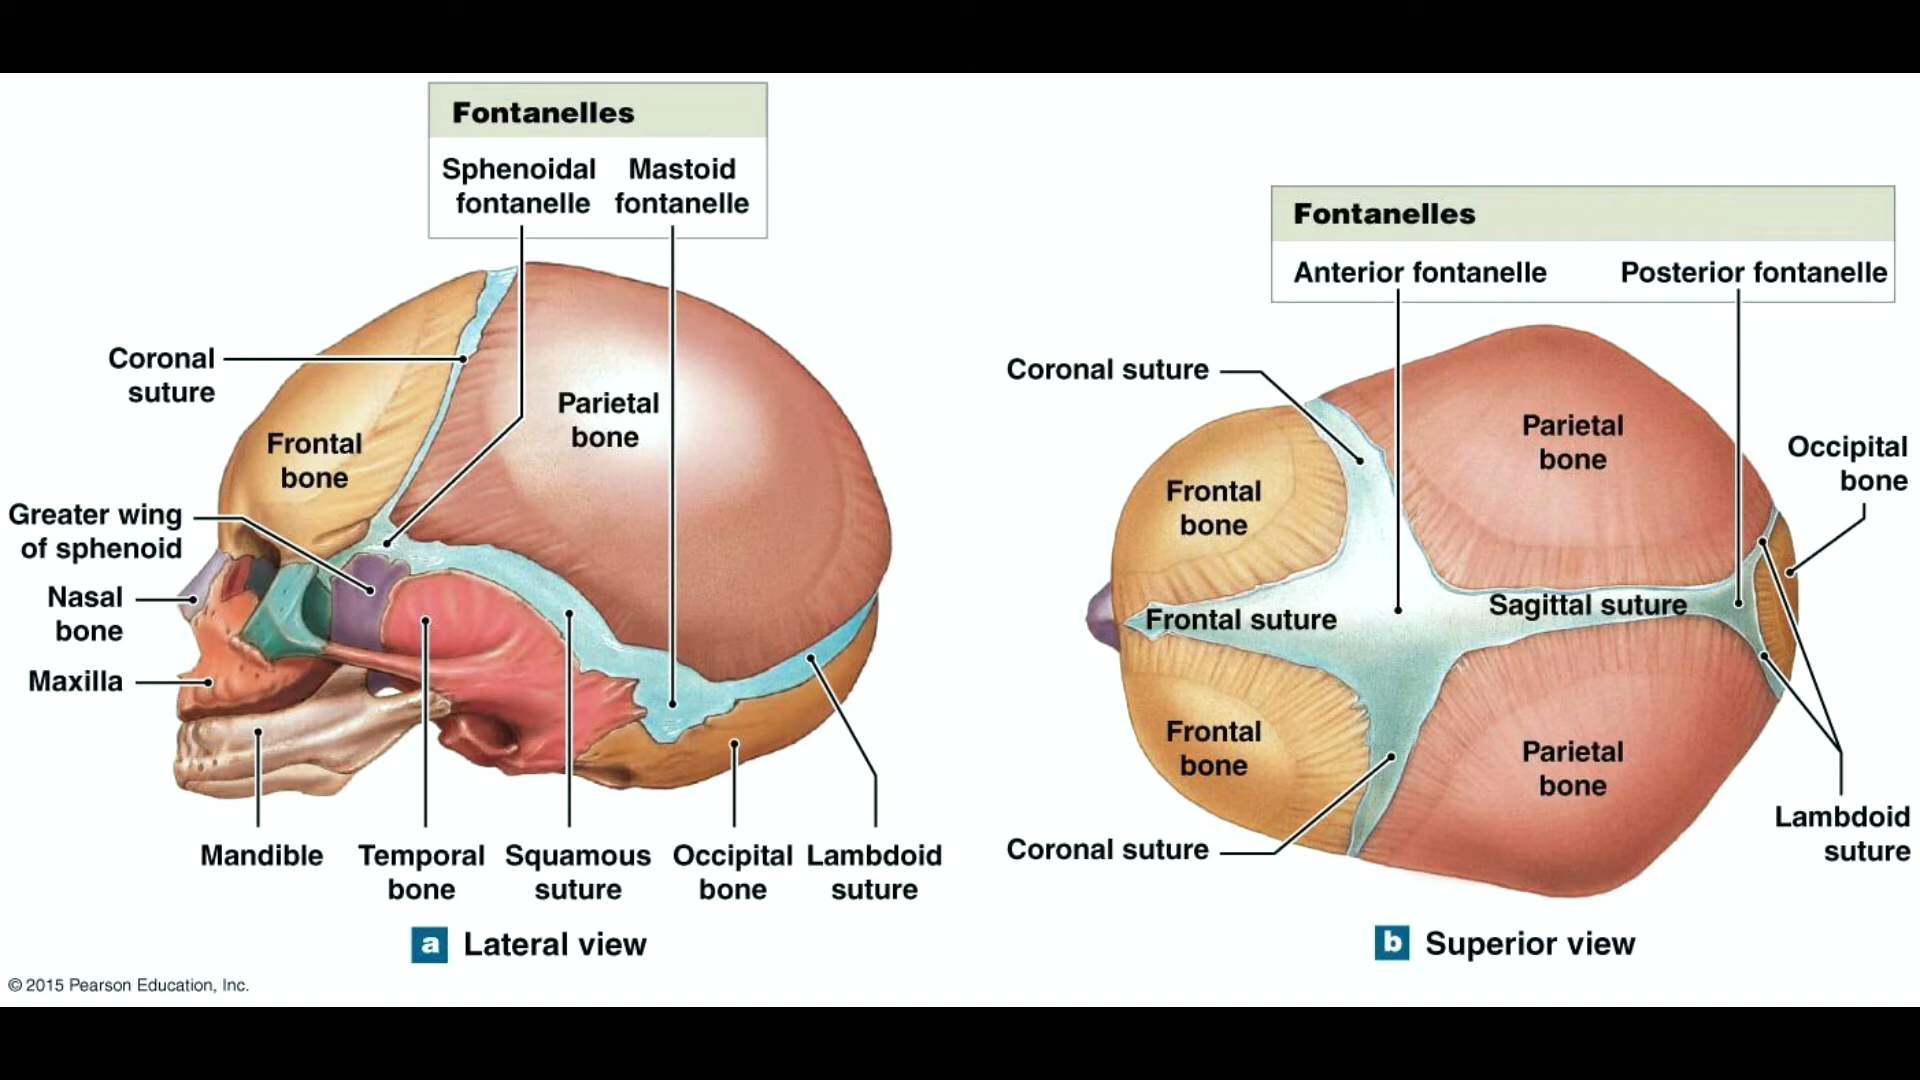 Fontanelles
Sphenoidal
fontanelle
Mastoid
fontanelle
Coronal
suture
Parietal
bone
Frontal
bone
Greater wing
of sphenoid
Nasal
bone
Maxilla
Mandible
Temporal
bone
Squamous
suture
Occipital
bone
Lambdoid
suture
a Lateral view
Fontanelles
Anterior fontanelle
Posterior fontanelle
Coronal suture
Parietal
bone
Occipital
bone
Frontal
bone
Frontal suture
Sagittal suture
Frontal
bone
Parietal
bone
Lambdoid
suture
Coronal suture
b Superior view
© 2015 Pearson Education, Inc.